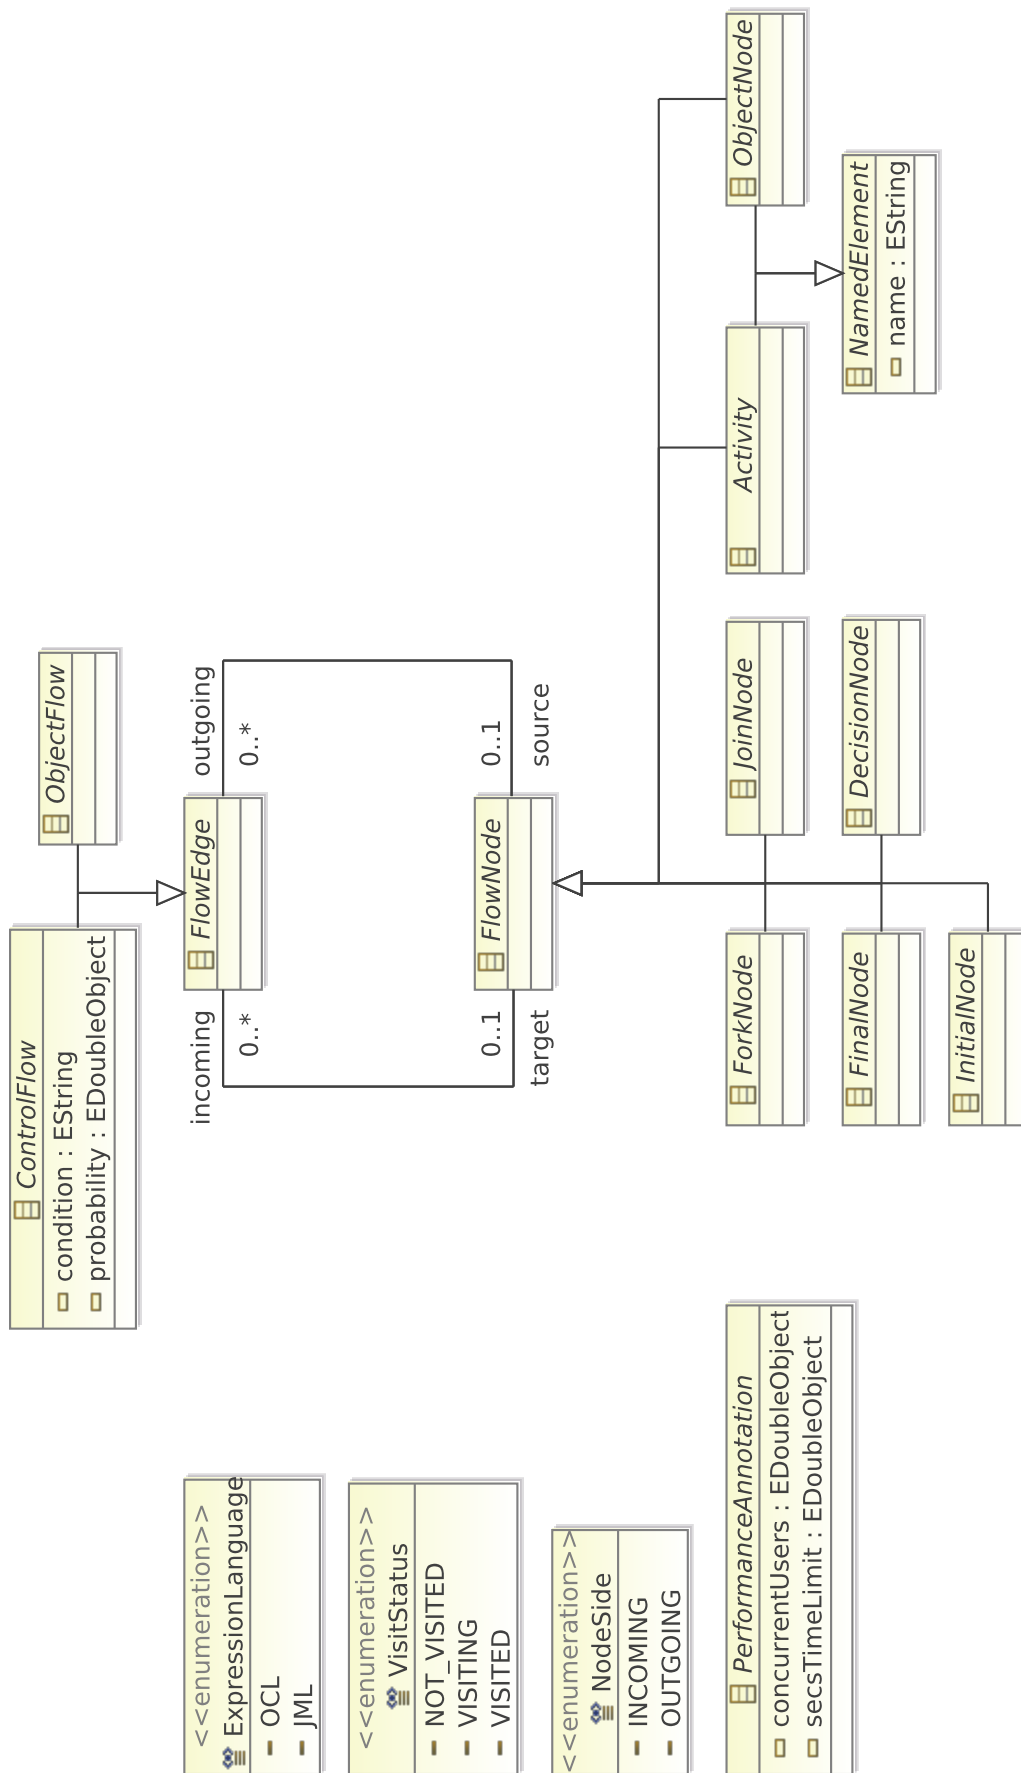 <<enumeration>>
ExpressionLanguage
OCL
JML
<<enumeration>>
VisitStatus
NOT_VISITED
VISITING
VISITED
<<enumeration>>
NodeSide
INCOMING
OUTGOING
PerformanceAnnotation
concurrentUsers : EDoubleObject
secsTimeLimit : EDoubleObject
ControlFlow
condition : EString
probability : EDoubleObject
ObjectFlow
incoming
0..*
FlowEdge
outgoing
0..*
0..1
target
FlowNode
0..1
source
ForkNode
JoinNode
FinalNode
DecisionNode
InitialNode
Activity
ObjectNode
NamedElement
name : EString